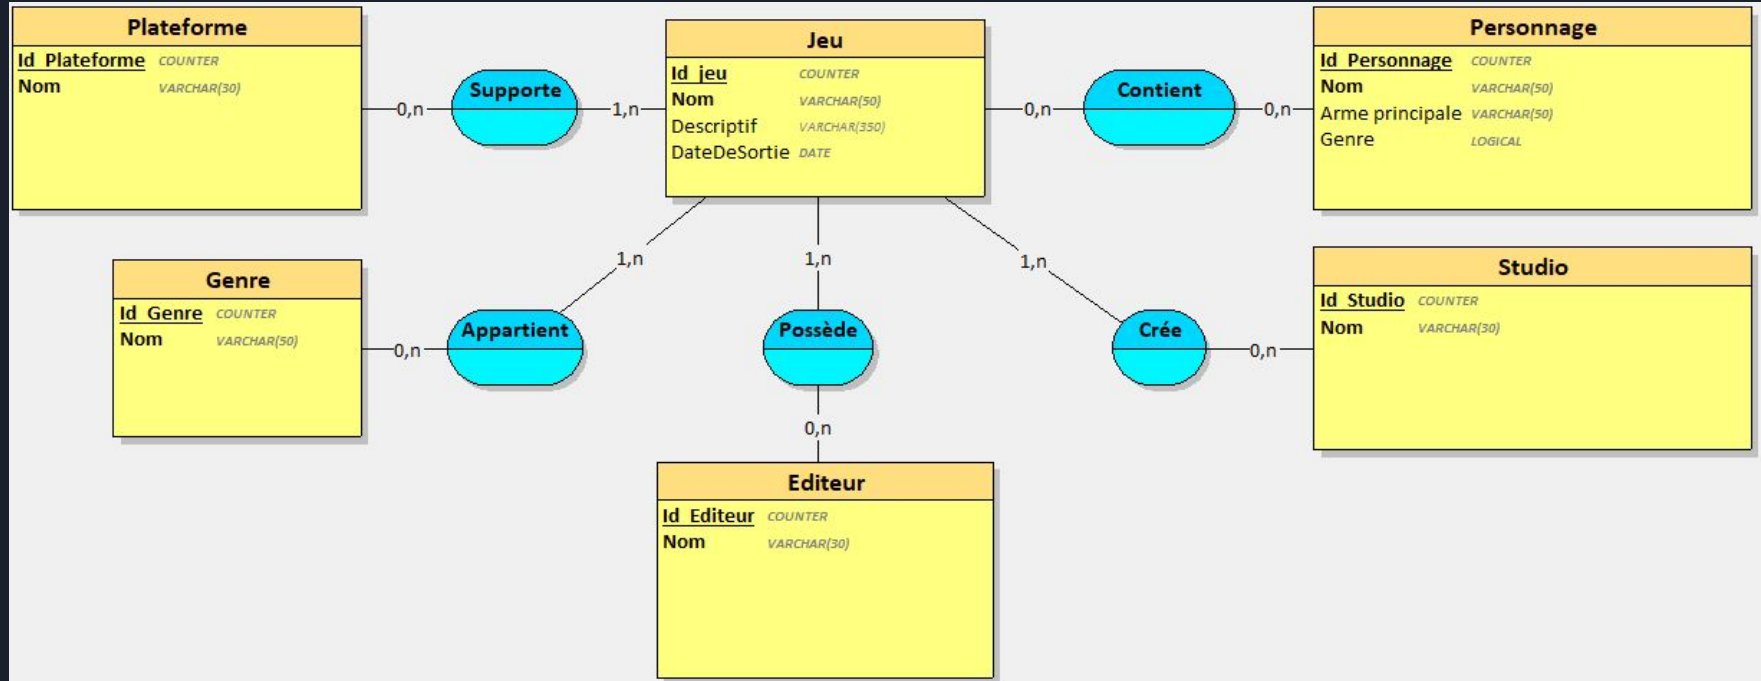 Plateforme
Id_Plateforme COUNTER
Nom VARCHAR(30)
0,n
Supporte
1,n
Jeu
Id_jeu COUNTER
Nom VARCHAR(50)
Descriptif VARCHAR(350)
DateDeSortie DATE
0,n
Contient
0,n
Personnage
Id_Personnage COUNTER
Nom VARCHAR(50)
Arme principale VARCHAR(50)
Genre LOGICAL
1,n
1,n
1,n
Genre
Id_Genre COUNTER
Nom VARCHAR(50)
0,n
Appartient
Possède
Crée
0,n
Studio
Id_Studio COUNTER
Nom VARCHAR(30)
0,n
Editeur
Id_Editeur COUNTER
Nom VARCHAR(30)